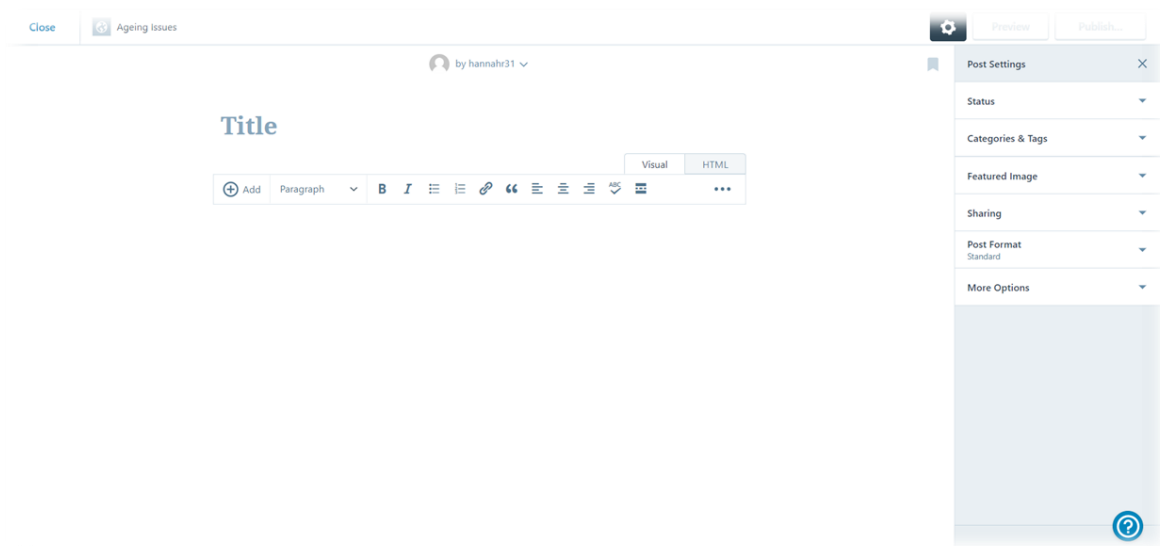 Close
Ageing Issues
Preview
Publish...
by hannahr31
Post Settings
Status
Title
Categories & Tags
Visual
HTML
Featured Image
Add
Paragraph
B
I
ABC
Sharing
Post Format
Standard
More Options